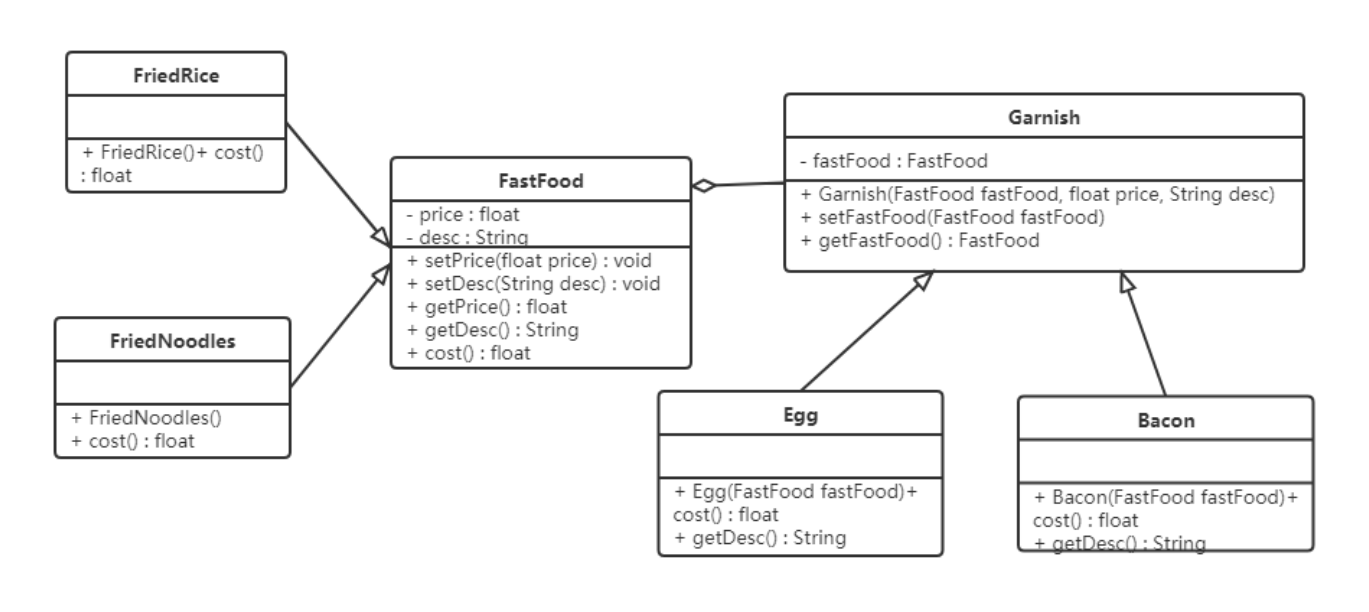 FriedRice
+ FriedRice()+ cost()
: float
FriedNoodles
+ FriedNoodles()
+ cost() : float
FastFood
- price : float
- desc : String
+ setPrice(float price) : void
+ setDesc(String desc) : void
+ getPrice() : float
+ getDesc() : String
+ cost() : float
Garnish
- fastFood : FastFood
+ Garnish(FastFood fastFood, float price, String desc)
+ setFastFood(FastFood fastFood)
+ getFastFood() : FastFood
Egg
+ Egg(FastFood fastFood)+
cost() : float
+ getDesc() : String
Bacon
+ Bacon(FastFood fastFood)+
cost() : float
+ getDesc() : String